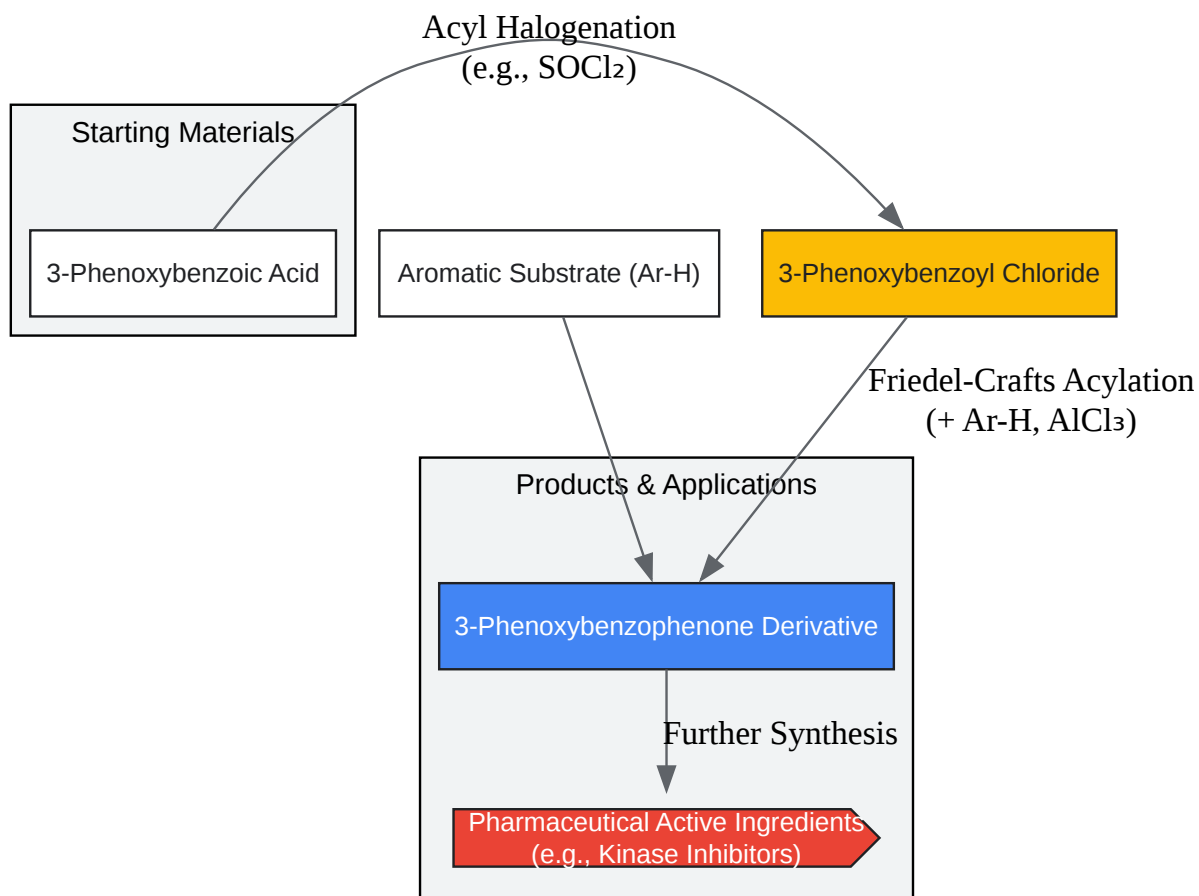 Acyl Halogenation
(e.g., SOCl₂)
Starting Materials
3-Phenoxybenzoic Acid
Aromatic Substrate (Ar-H)
3-Phenoxybenzoyl Chloride
Friedel-Crafts Acylation
(+ Ar-H, AlCl₃)
Products & Applications
3-Phenoxybenzophenone Derivative
Further Synthesis
Pharmaceutical Active Ingredients
(e.g., Kinase Inhibitors)